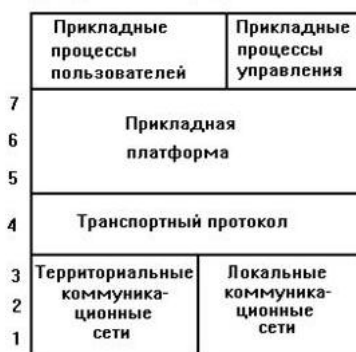 Прикладные
процессы
пользователей
Прикладные
процессы
управления
7
6
5
Прикладная
платформа
4
Транспортный протокол
3
2
1
Территориальные
коммуника-
ционные
сети
Локальные
коммуника-
ционные
сети